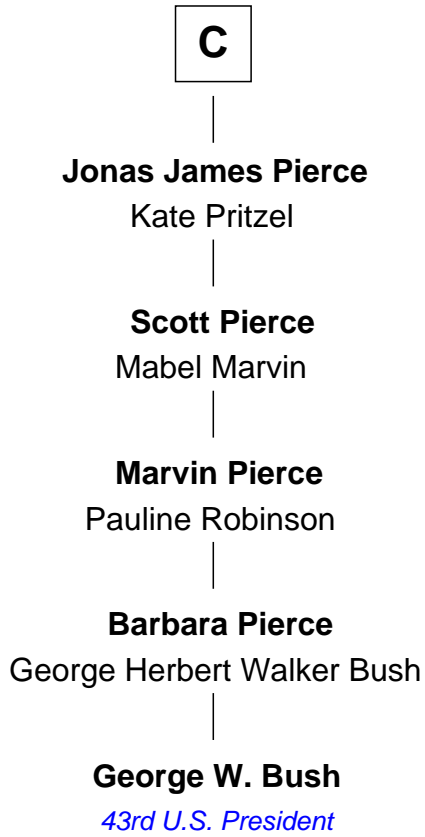 C
Jonas James Pierce
Kate Pritzel
Scott Pierce
Mabel Marvin
Marvin Pierce
Pauline Robinson
Barbara Pierce
George Herbert Walker Bush
George W. Bush
43rd U.S. President